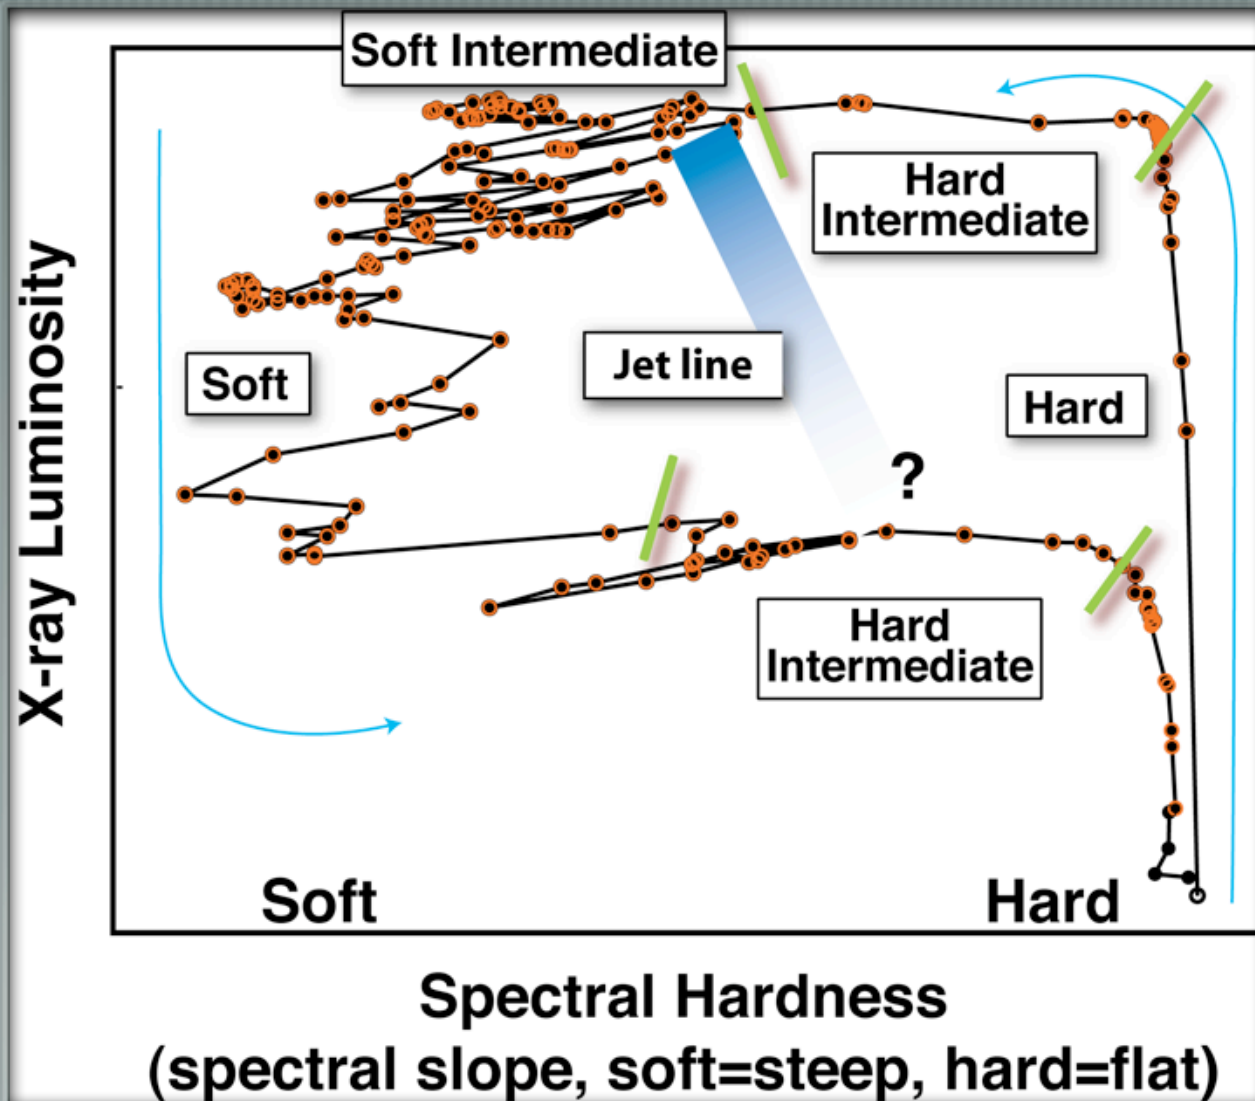 Soft Intermediate
Hard
Intermediate
Jet line
Soft
Hard
?
Hard
Intermediate
Soft
Hard
X-ray Luminosity
Spectral Hardness
(spectral slope, soft=steep, hard=flat)